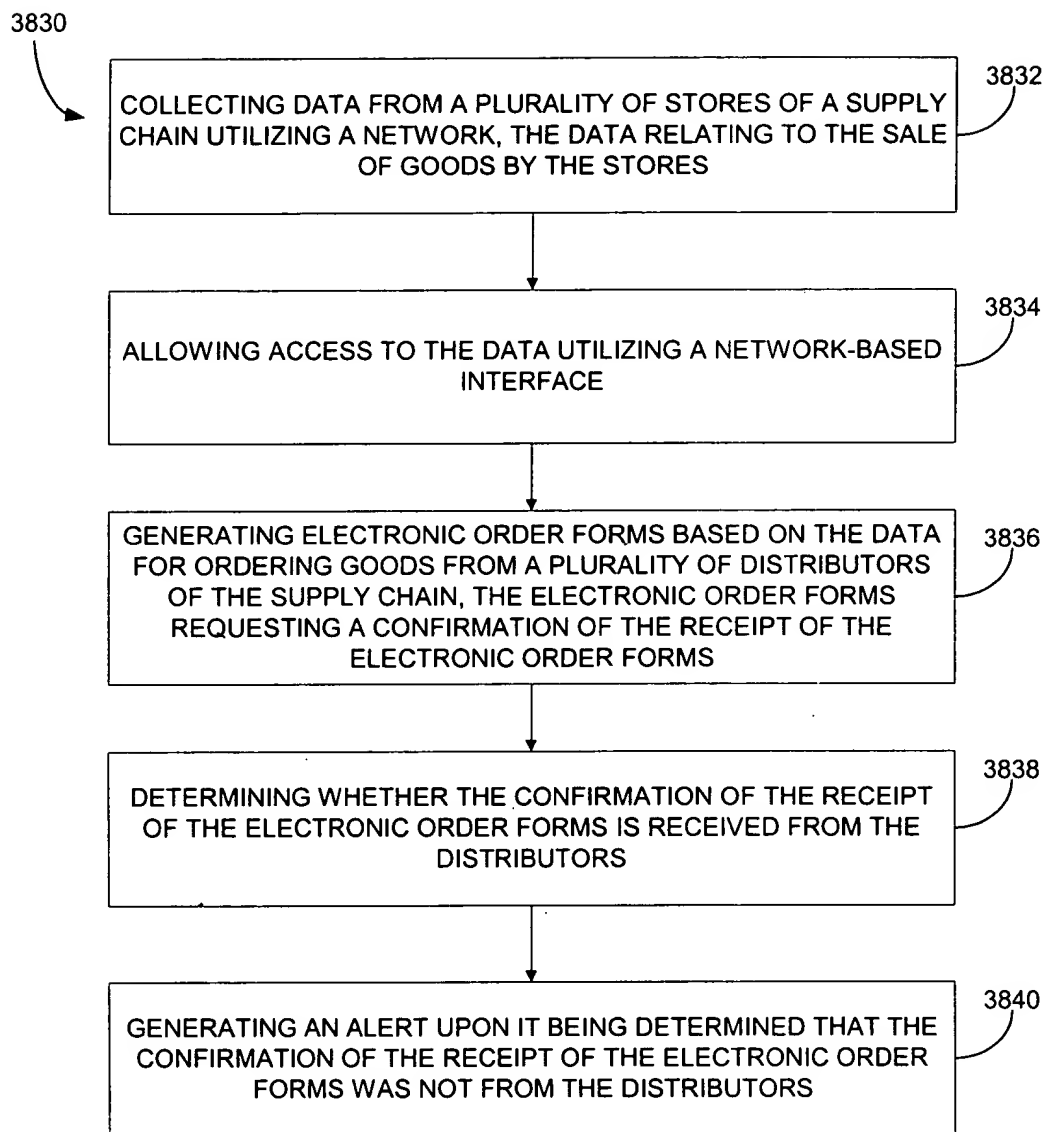 3830
COLLECTING DATA FROM A PLURALITY OF STORES OF A SUPPLY
CHAIN UTILIZING A NETWORK, THE DATA RELATING TO THE SALE
OF GOODS BY THE STORES
3832
ALLOWING ACCESS TO THE DATA UTILIZING A NETWORK-BASED
INTERFACE
3834
GENERATING ELECTRONIC ORDER FORMS BASED ON THE DATA
FOR ORDERING GOODS FROM A PLURALITY OF DISTRIBUTORS
OF THE SUPPLY CHAIN, THE ELECTRONIC ORDER FORMS
REQUESTING A CONFIRMATION OF THE RECEIPT OF THE
ELECTRONIC ORDER FORMS
3836
DETERMINING WHETHER THE CONFIRMATION OF THE RECEIPT
OF THE ELECTRONIC ORDER FORMS IS RECEIVED FROM THE
DISTRIBUTORS
3838
GENERATING AN ALERT UPON IT BEING DETERMINED THAT THE
CONFIRMATION OF THE RECEIPT OF THE ELECTRONIC ORDER
FORMS WAS NOT FROM THE DISTRIBUTORS
3840